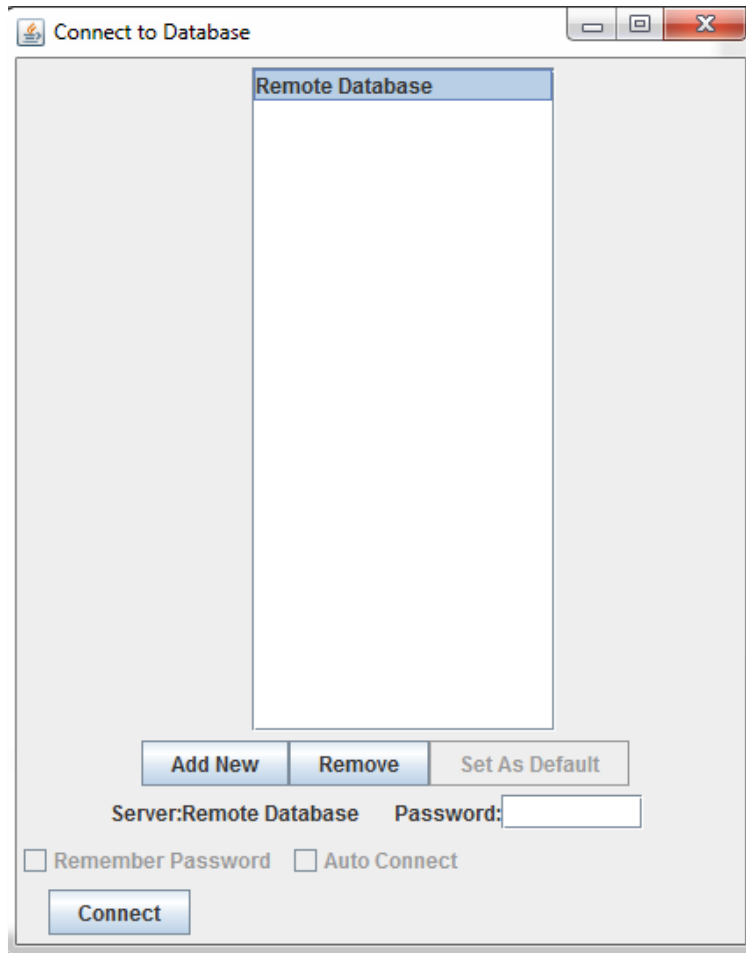 Connect to Database
Remote Database
Add New Remove Set As Default
Server:Remote Database Password:
Remember Password Auto Connect
Connect